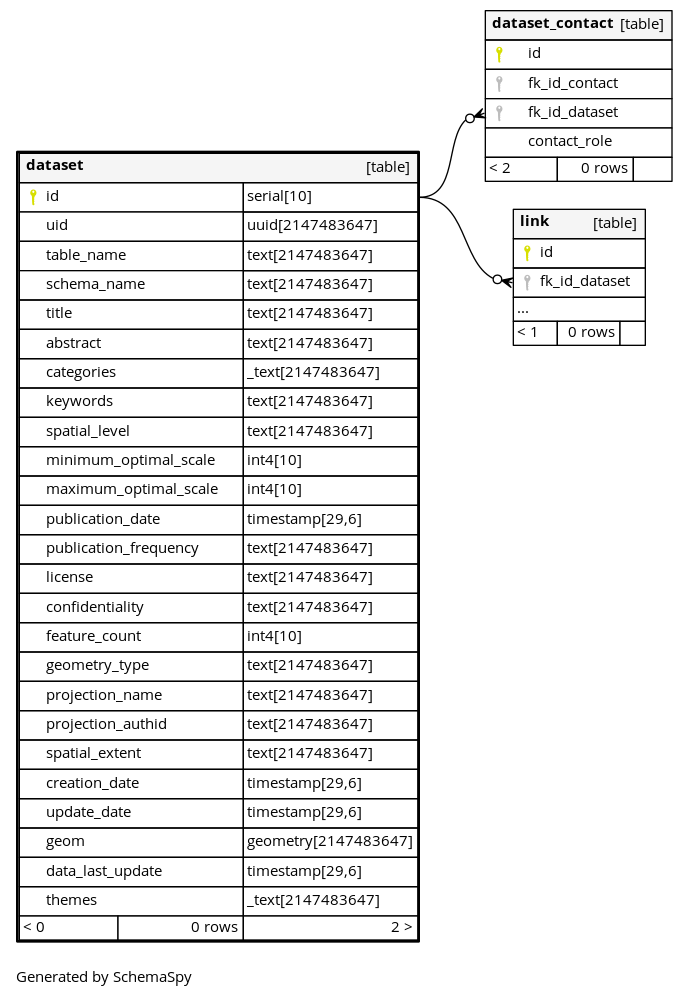 dataset_contact [table]
id
fk_id_contact
fk_id_dataset
contact_role
< 2 0 rows
dataset [table]
id serial[10]
uid uuid[2147483647]
table_name text[2147483647]
schema_name text[2147483647]
title text[2147483647]
abstract text[2147483647]
categories _text[2147483647]
keywords text[2147483647]
spatial_level text[2147483647]
minimum_optimal_scale int4[10]
maximum_optimal_scale int4[10]
publication_date timestamp[29,6]
publication_frequency text[2147483647]
license text[2147483647]
confidentiality text[2147483647]
feature_count int4[10]
geometry_type text[2147483647]
projection_name text[2147483647]
projection_authid text[2147483647]
spatial_extent text[2147483647]
creation_date timestamp[29,6]
update_date timestamp[29,6]
geom geometry[2147483647]
data_last_update timestamp[29,6]
themes _text[2147483647]
< 0 0 rows 2 >
link [table]
id
fk_id_dataset
...
< 1 0 rows
Generated by SchemaSpy